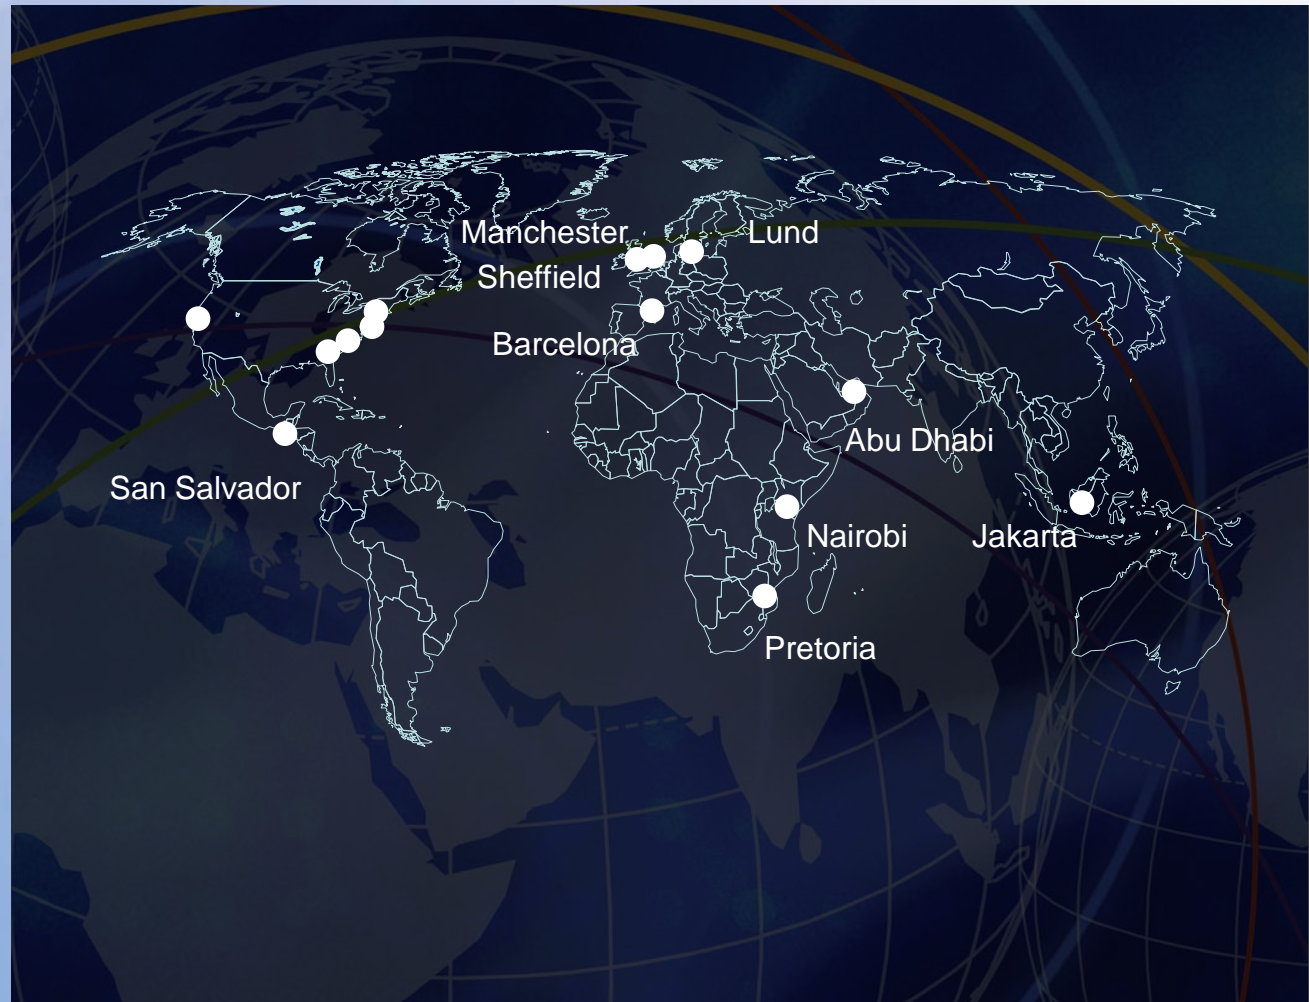 Manchester
Lund
Sheffield
Barcelona
Abu Dhabi
San Salvador
Nairobi
Jakarta
Pretoria